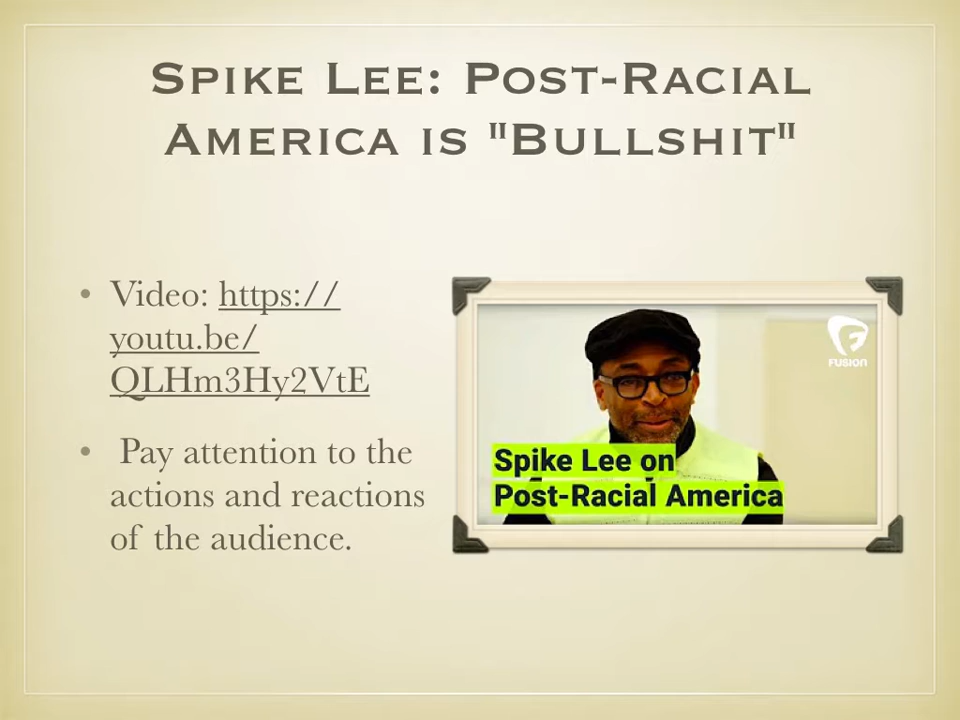 Spike Lee: Post-Racial
America is "Bullshit"
• Video: https://
youtu.be/
QLHm3Hy2VtE
• Pay attention to the
actions and reactions
of the audience.
FUSION
Spike Lee on
Post-Racial America